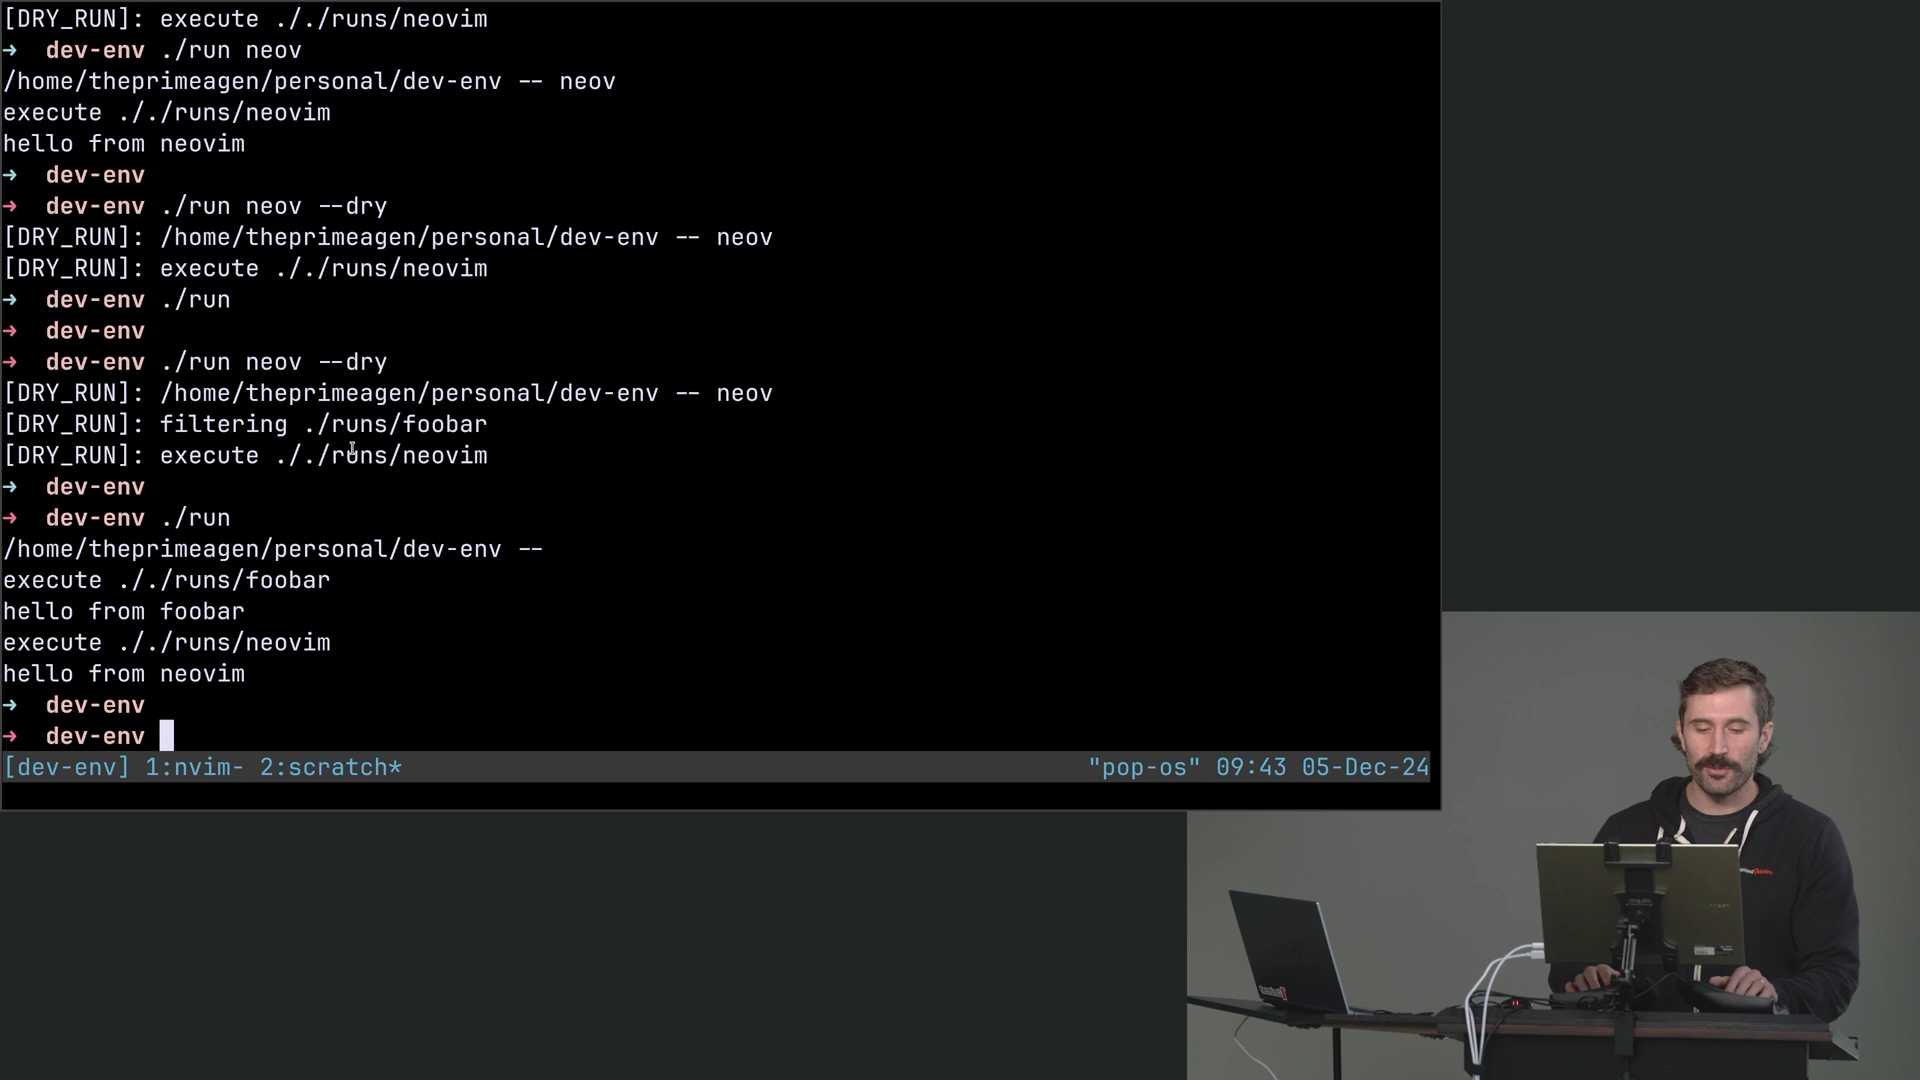 [DRY_RUN]: execute ././runs/neovim
→ dev-env ./run neov
/home/theprimeagen/personal/dev-env -- neov
execute ././runs/neovim
hello from neovim
→ dev-env
→ dev-env ./run neov --dry
[DRY_RUN]: /home/theprimeagen/personal/dev-env -- neov
[DRY_RUN]: execute ././runs/neovim
→ dev-env ./run
→ dev-env
→ dev-env ./run neov --dry
[DRY_RUN]: /home/theprimeagen/personal/dev-env -- neov
[DRY_RUN]: filtering ./runs/foobar
[DRY_RUN]: execute ././runs/neovim
→ dev-env
→ dev-env ./run
/home/theprimeagen/personal/dev-env --
execute ././runs/foobar
hello from foobar
execute ././runs/neovim
hello from neovim
→ dev-env
→ dev-env
[dev-env] 1:nvim- 2:scratch* "pop-os" 09:43 05-Dec-24